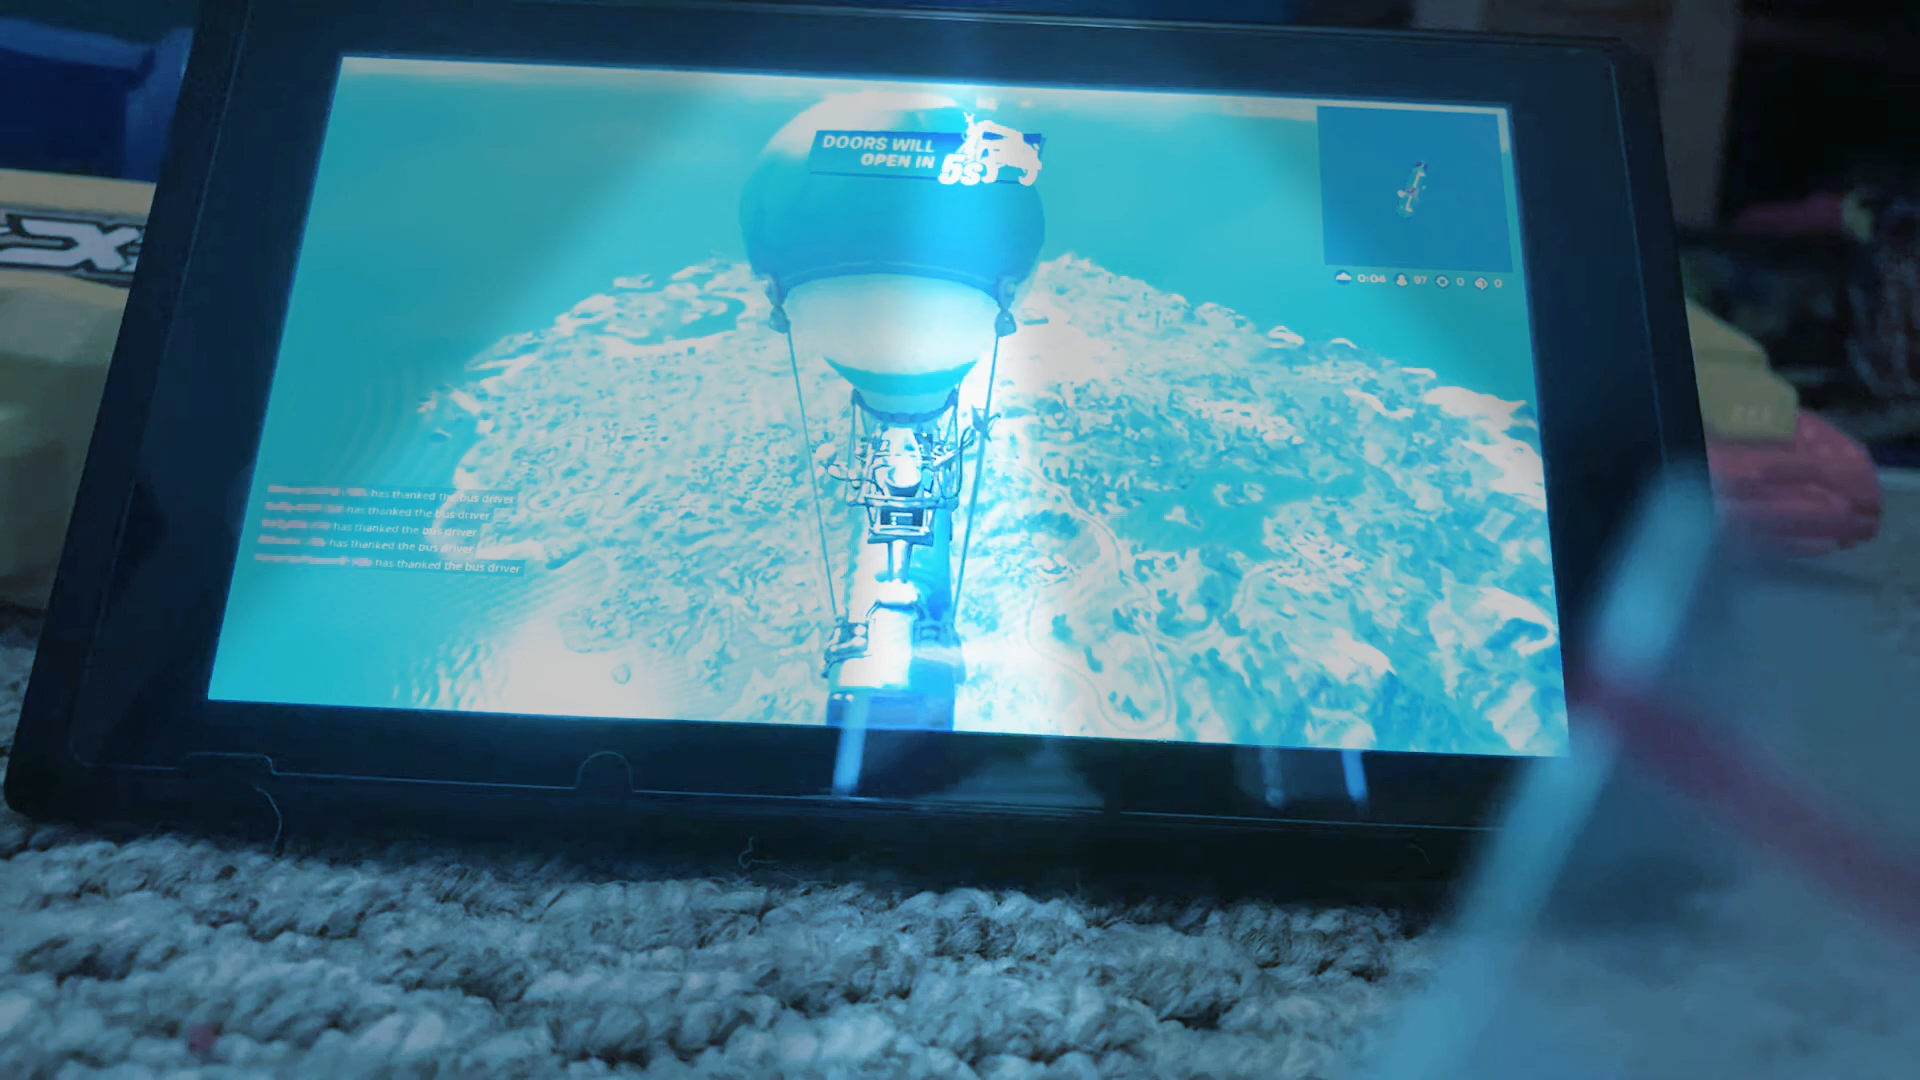 DOORS WILL
OPEN IN 5s
0:04 97 0 0
has thanked the bus driver
has thanked the bus driver
has thanked the bus driver
has thanked the bus driver
has thanked the bus driver